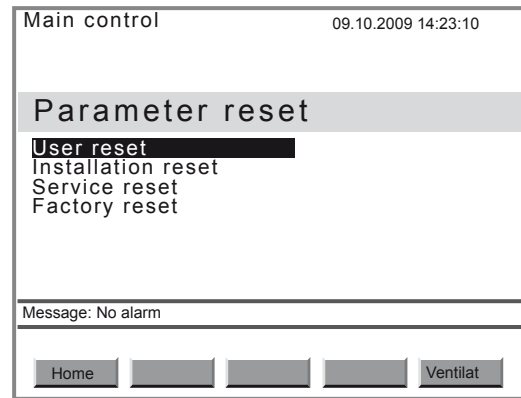 Main control 09.10.2009 14:23:10
Parameter reset
User reset
Installation reset
Service reset
Factory reset
Message: No alarm
Home Ventilat